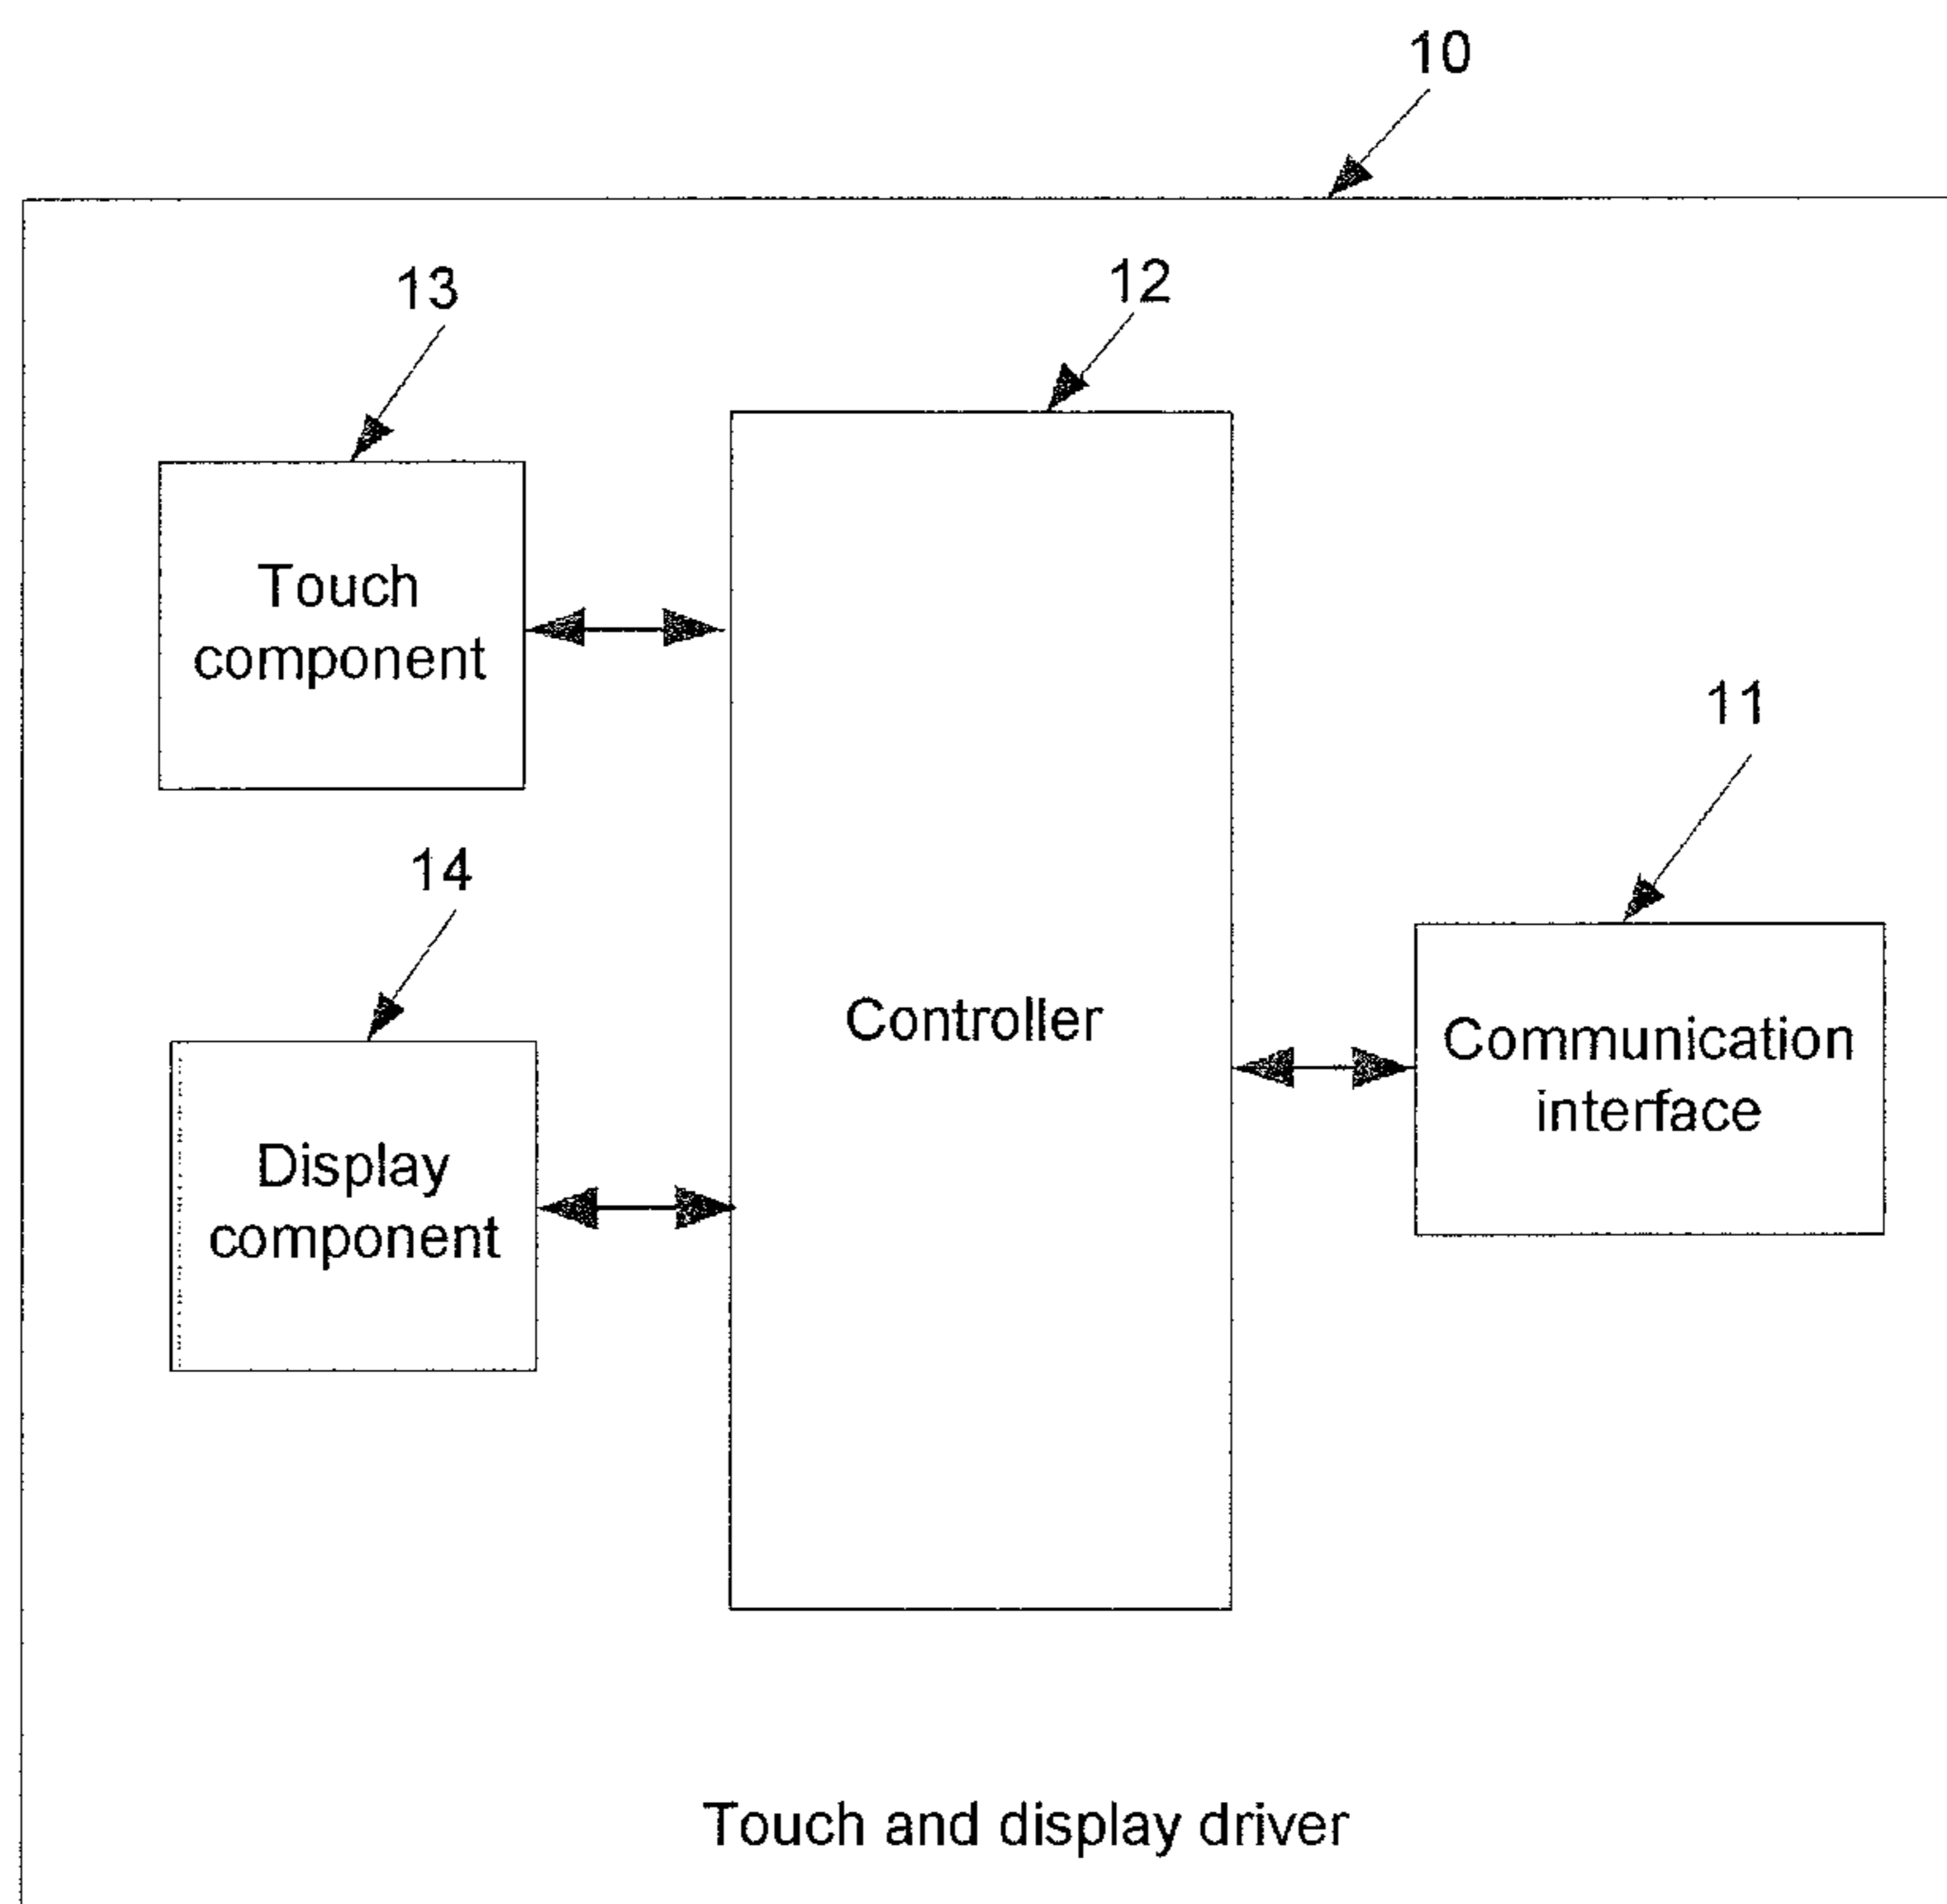 10
13
12
Touch
component
11
14
Controller
Communication
interface
Display
component
Touch and display driver